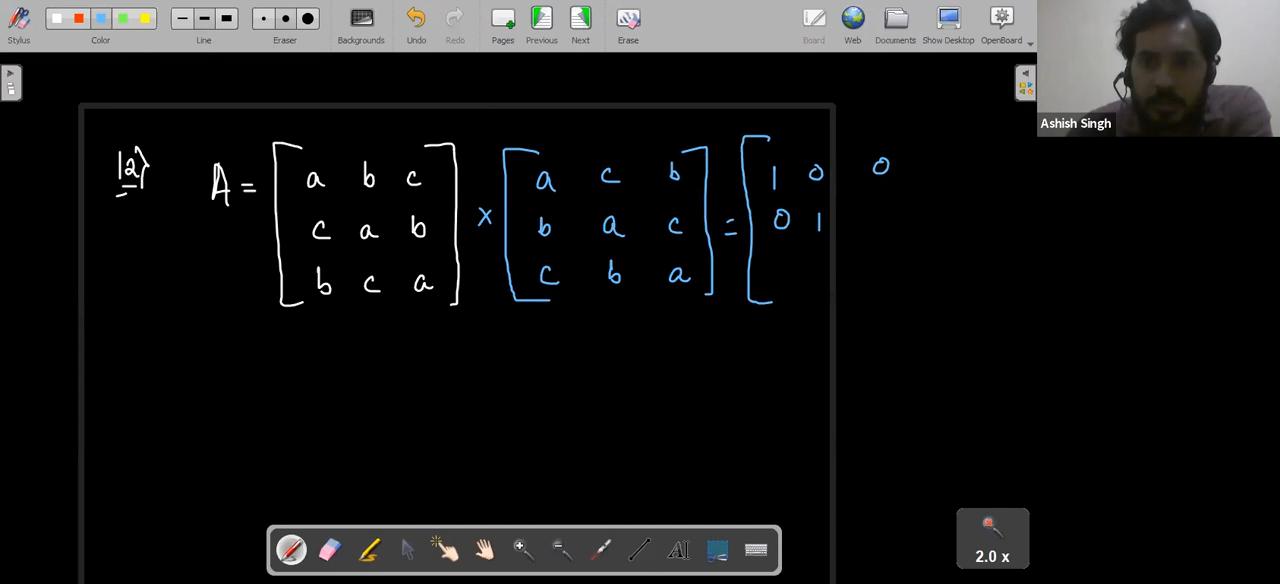 Stylus Color Line Eraser Backgrounds Undo Redo Pages Previous Next Erase Board Web Documents Show Desktop OpenBoard
Ashish Singh
|2⟩ A = [ a b c × [ a c b = [ 1 0 0
c a b b a c 0 1
b c a ] c b a ]
2.0 x